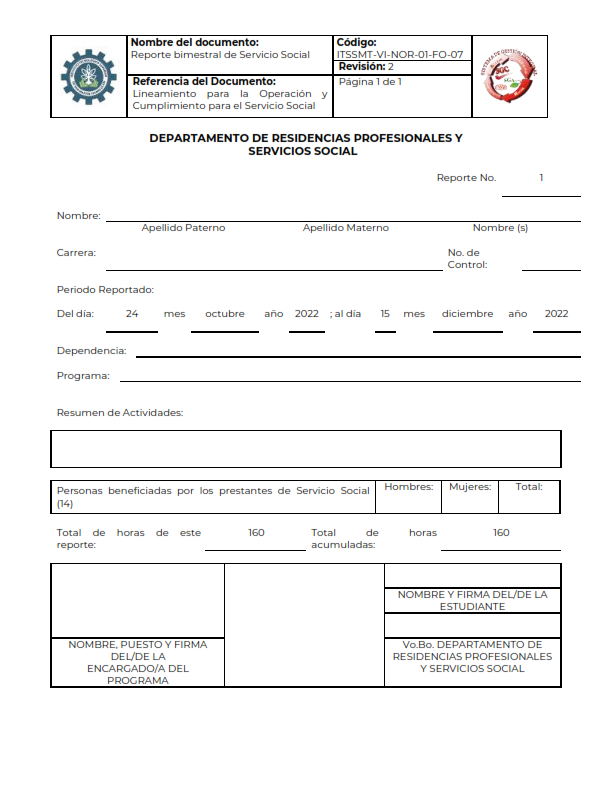 Nombre del documento:
Reporte bimestral de Servicio Social
Código:
ITSSMT-VI-NOR-01-FO-07
Revisión: 2
Referencia del Documento:
Lineamiento para la Operación y
Cumplimiento para el Servicio Social
Página 1 de 1
SISTEMA DE GESTION INTEGRAL
SGC
SGA
DEPARTAMENTO DE RESIDENCIAS PROFESIONALES Y
SERVICIOS SOCIAL
Reporte No. 1
Nombre:
Apellido Paterno Apellido Materno Nombre (s)
Carrera: No. de
Control:
Periodo Reportado:
Del día: 24 mes octubre año 2022 ; al día 15 mes diciembre año 2022
Dependencia:
Programa:
Resumen de Actividades:
Personas beneficiadas por los prestantes de Servicio Social
(14)
Hombres: Mujeres: Total:
Total de horas de este
reporte: 160
Total de horas
acumuladas: 160
NOMBRE, PUESTO Y FIRMA
DEL/DE LA
ENCARGADO/A DEL
PROGRAMA
NOMBRE Y FIRMA DEL/DE LA
ESTUDIANTE
Vo.Bo. DEPARTAMENTO DE
RESIDENCIAS PROFESIONALES
Y SERVICIOS SOCIAL